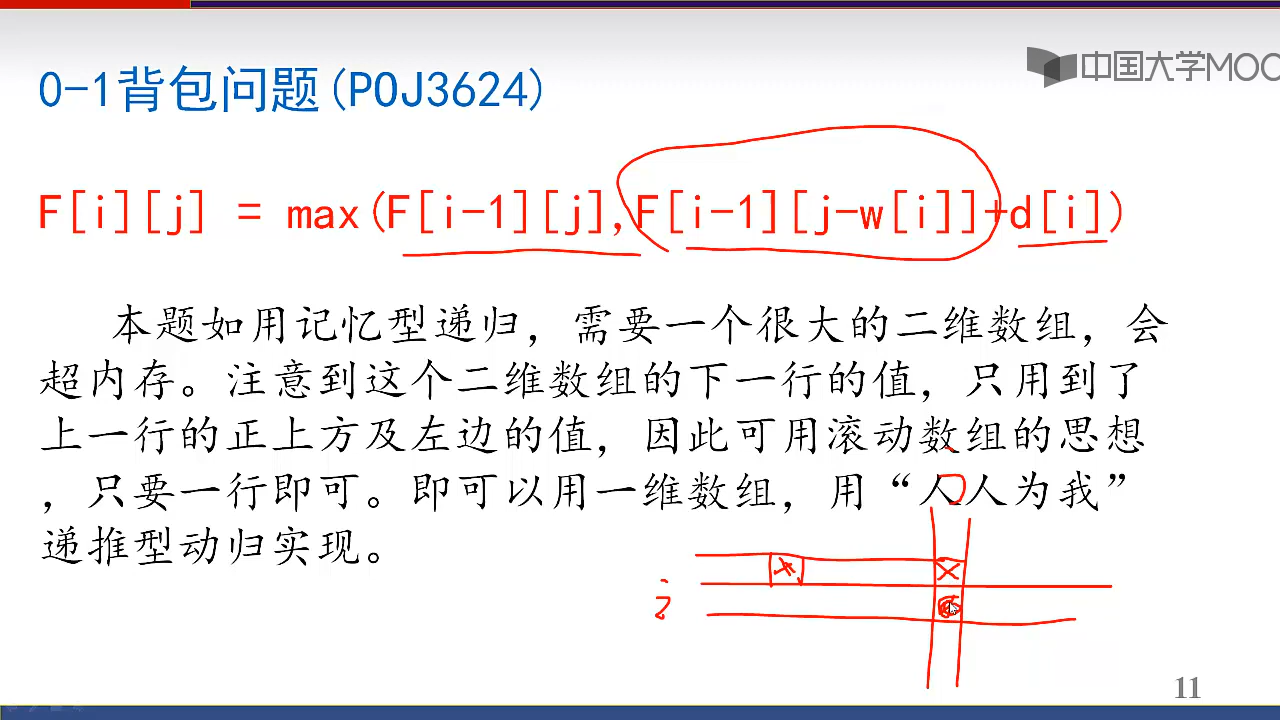 中国大学MOO
0-1背包问题(POJ3624)
F[i][j] = max(F[i-1][j],F[i-1][j-w[i]]+d[i])
本题如用记忆型递归，需要一个很大的二维数组，会
超内存。注意到这个二维数组的下一行的值，只用到了
上一行的正上方及左边的值，因此可用滚动数组的思想
，只要一行即可。即可以用一维数组，用“人人为我”
递推型动归实现。
i
11